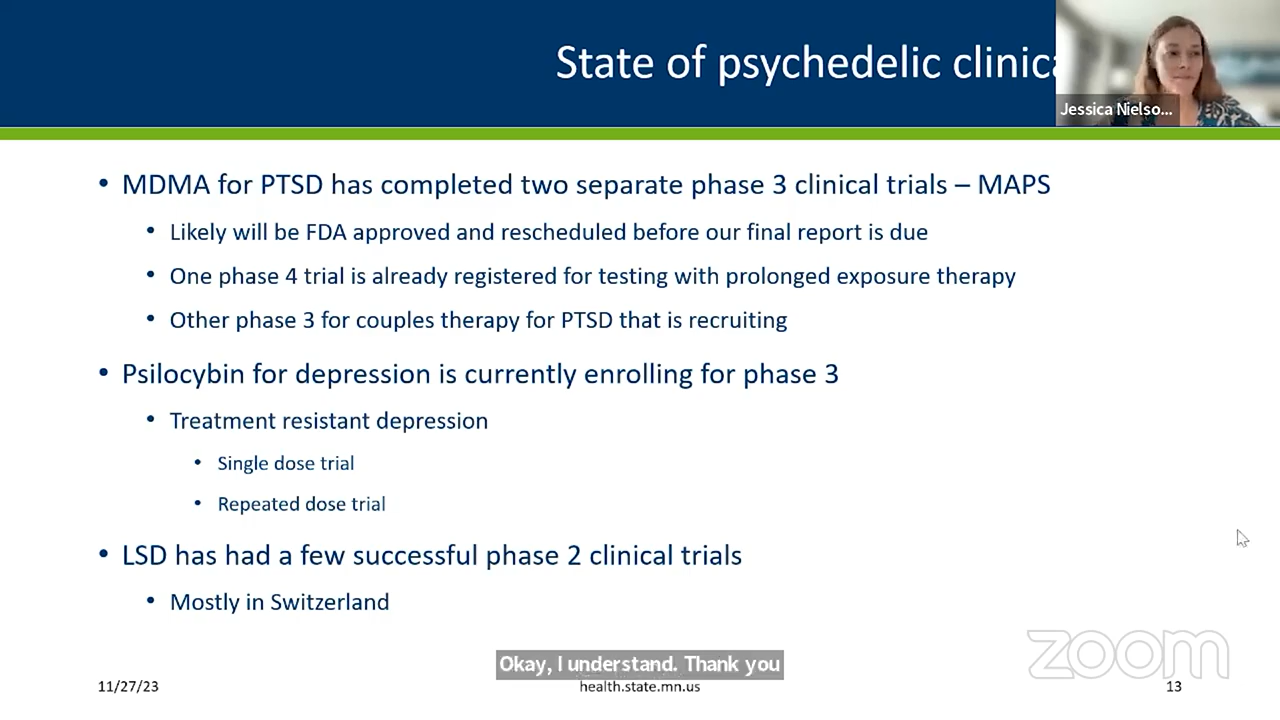 State of psychedelic clinica
Jessica Nielso...
• MDMA for PTSD has completed two separate phase 3 clinical trials – MAPS
• Likely will be FDA approved and rescheduled before our final report is due
• One phase 4 trial is already registered for testing with prolonged exposure therapy
• Other phase 3 for couples therapy for PTSD that is recruiting
• Psilocybin for depression is currently enrolling for phase 3
• Treatment resistant depression
• Single dose trial
• Repeated dose trial
• LSD has had a few successful phase 2 clinical trials
• Mostly in Switzerland
Okay, I understand. Thank you
zoom
11/27/23
health.state.mn.us
13